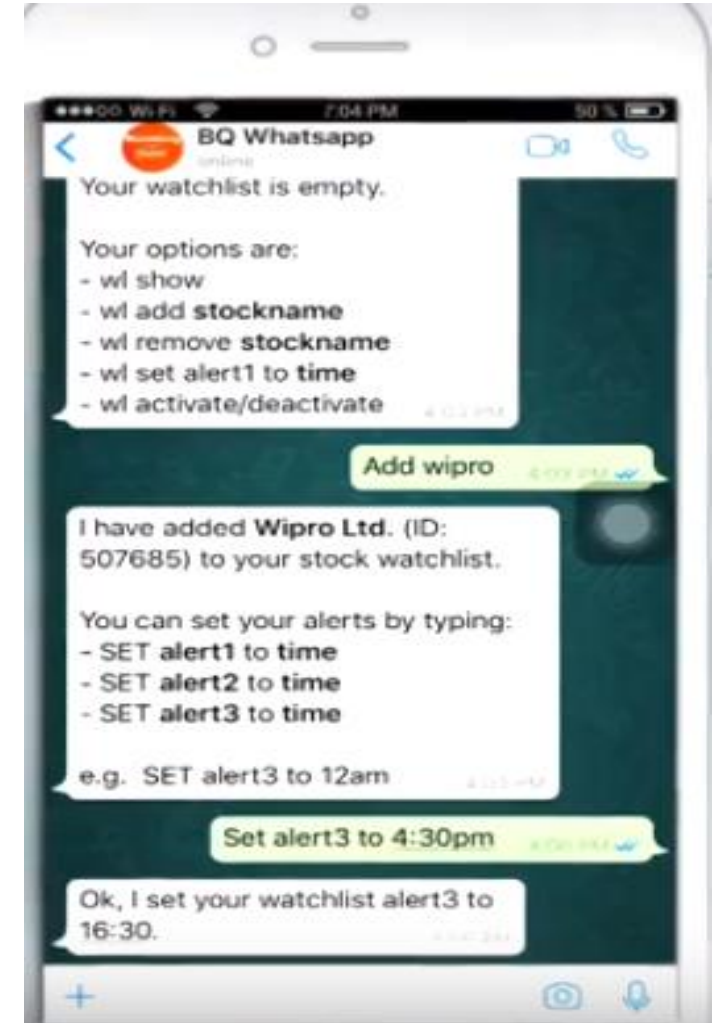 Wi-Fi 7:04 PM 50 %
BQ Whatsapp
online
Your watchlist is empty.
Your options are:
- wl show
- wl add stockname
- wl remove stockname
- wl set alert1 to time
- wl activate/deactivate
Add wipro
I have added Wipro Ltd. (ID:
507685) to your stock watchlist.
You can set your alerts by typing:
- SET alert1 to time
- SET alert2 to time
- SET alert3 to time
e.g. SET alert3 to 12am
Set alert3 to 4:30pm
Ok, I set your watchlist alert3 to
16:30.